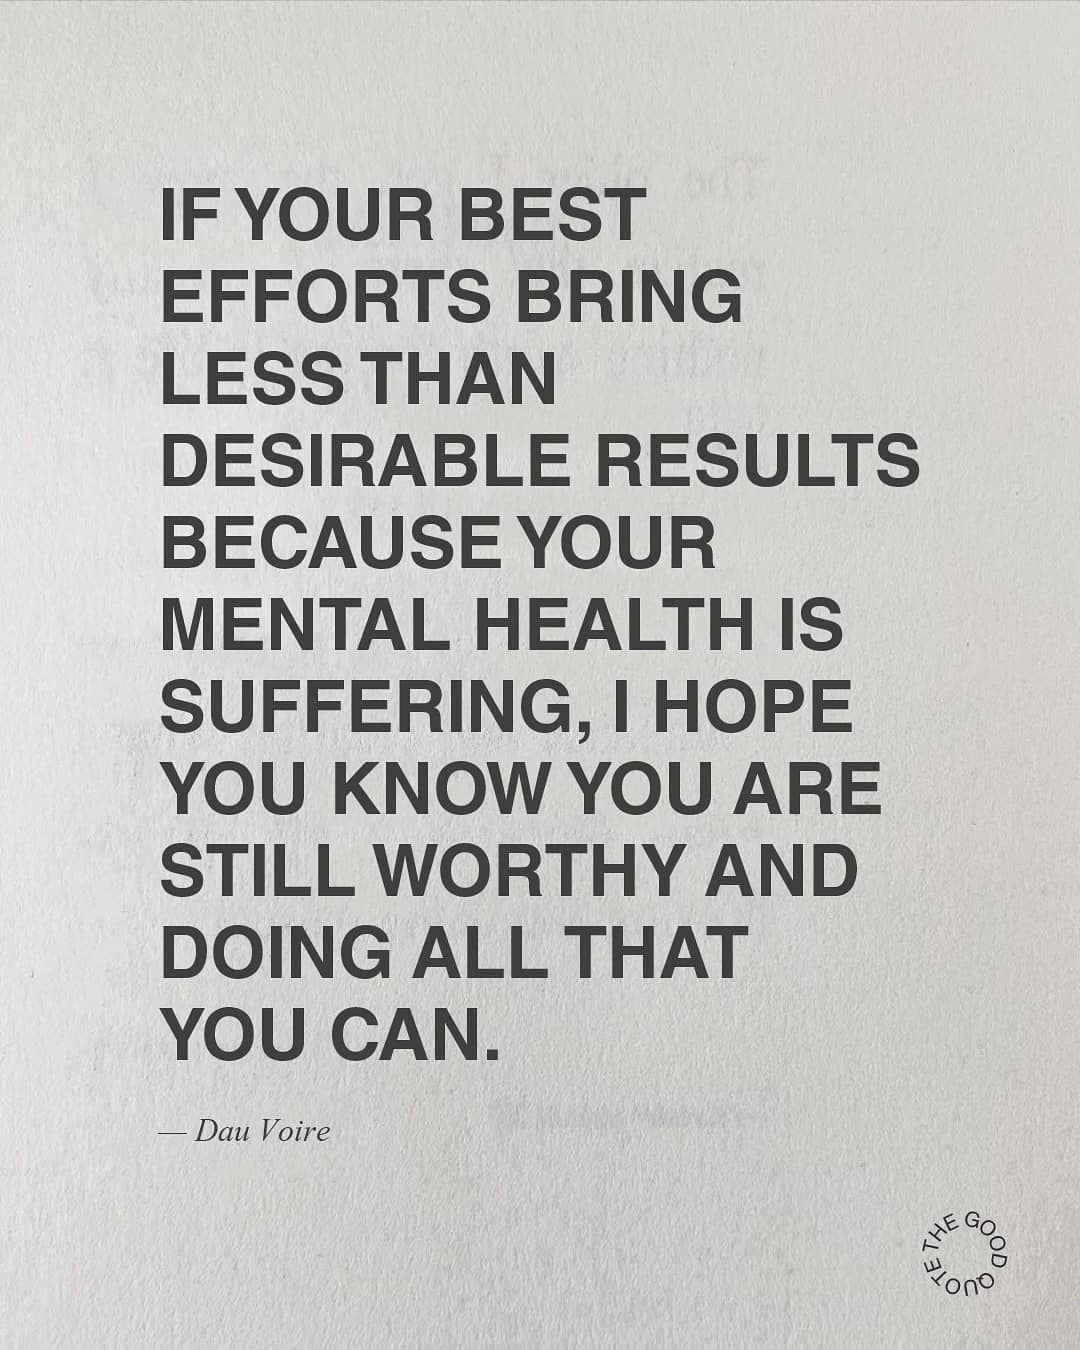 IF YOUR BEST
EFFORTS BRING
LESS THAN
DESIRABLE RESULTS
BECAUSE YOUR
MENTAL HEALTH IS
SUFFERING, I HOPE
YOU KNOW YOU ARE
STILL WORTHY AND
DOING ALL THAT
YOU CAN.
— Dau Voire
THE GOOD QUOTE